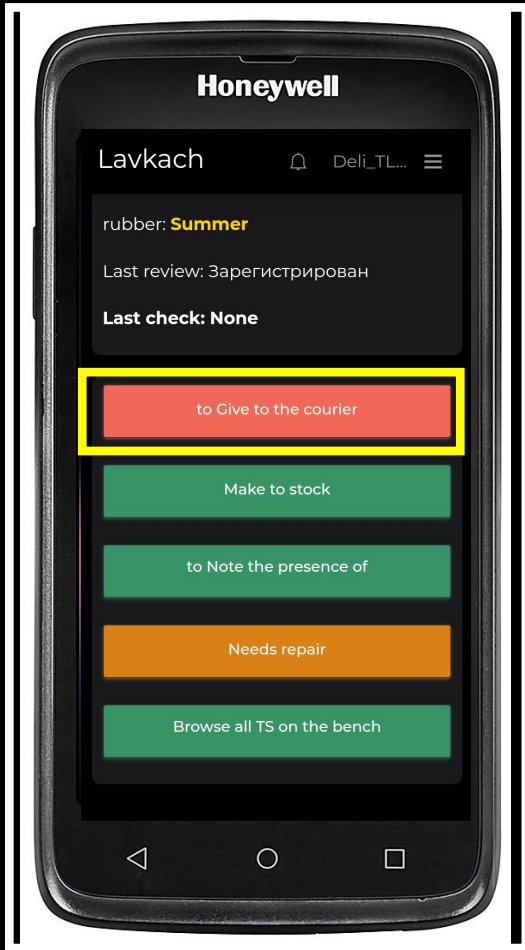 Honeywell
Lavkach Deli_TL...
rubber: Summer
Last review: Зарегистрирован
Last check: None
to Give to the courier
Make to stock
to Note the presence of
Needs repair
Browse all TS on the bench